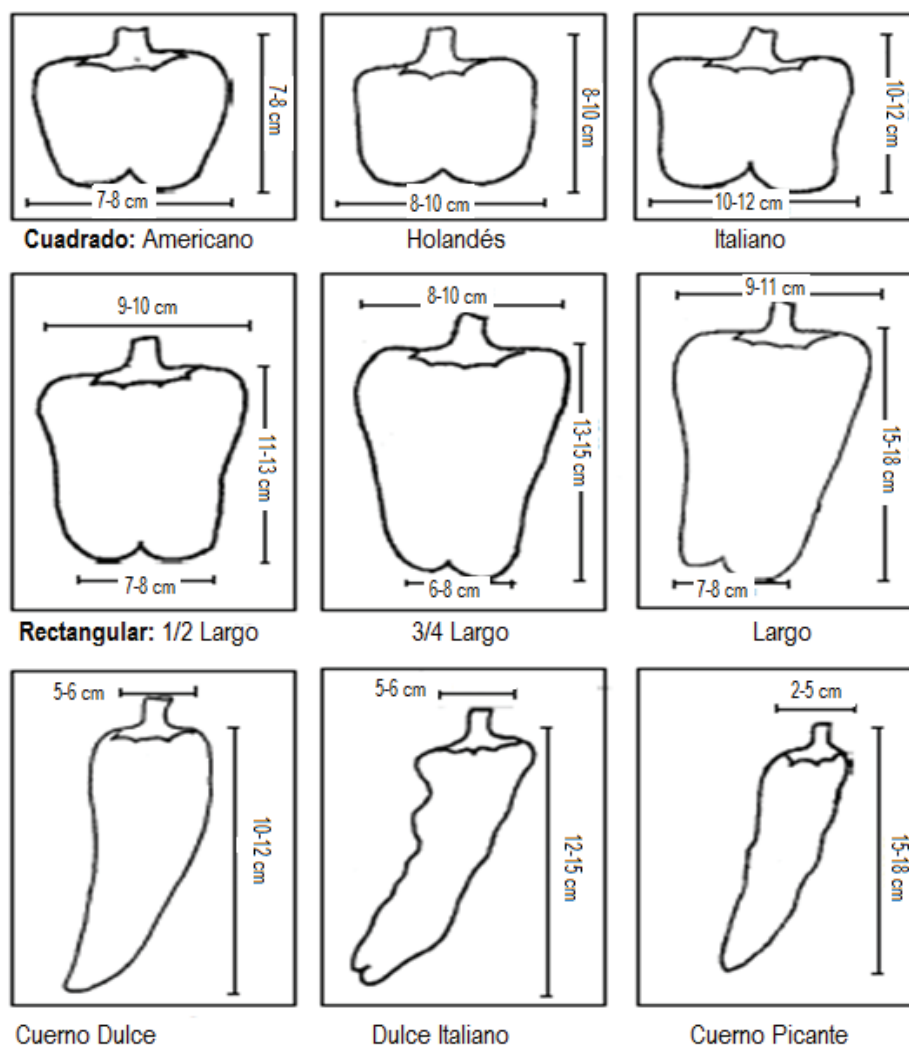 7-8 cm
7-8 cm
Cuadrado: Americano
8-10 cm
8-10 cm
Holandés
10-12 cm
10-12 cm
Italiano
9-10 cm
11-13 cm
7-8 cm
Rectangular: 1/2 Largo
8-10 cm
13-15 cm
6-8 cm
3/4 Largo
9-11 cm
15-18 cm
7-8 cm
Largo
5-6 cm
10-12 cm
Cuerno Dulce
5-6 cm
12-15 cm
Dulce Italiano
2-5 cm
15-18 cm
Cuerno Picante